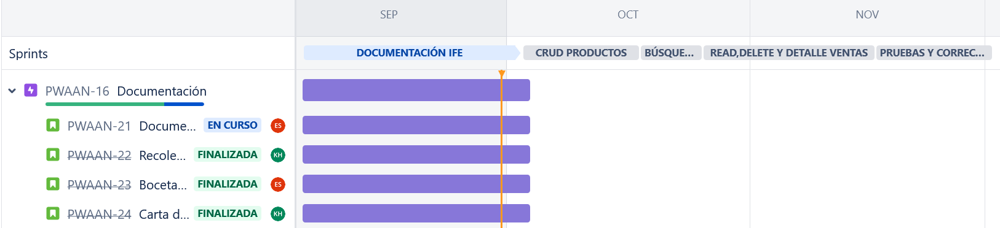 SEP OCT NOV
Sprints DOCUMENTACIÓN IFE CRUD PRODUCTOS BÚSQUE... READ,DELETE Y DETALLE VENTAS PRUEBAS Y CORREC...
PWAAN-16 Documentación
PWAAN-21 Docume... EN CURSO ES
PWAAN-22 Recole... FINALIZADA KH
PWAAN-23 Boceta... FINALIZADA ES
PWAAN-24 Carta d... FINALIZADA KH